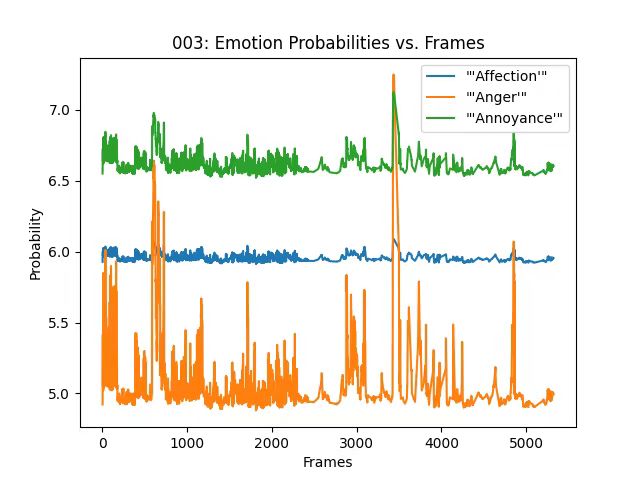 003: Emotion Probabilities vs. Frames
'"Affection'"
'"Anger'"
'"Annoyance'"
Probability
7.0
6.5
6.0
5.5
5.0
0 1000 2000 3000 4000 5000
Frames